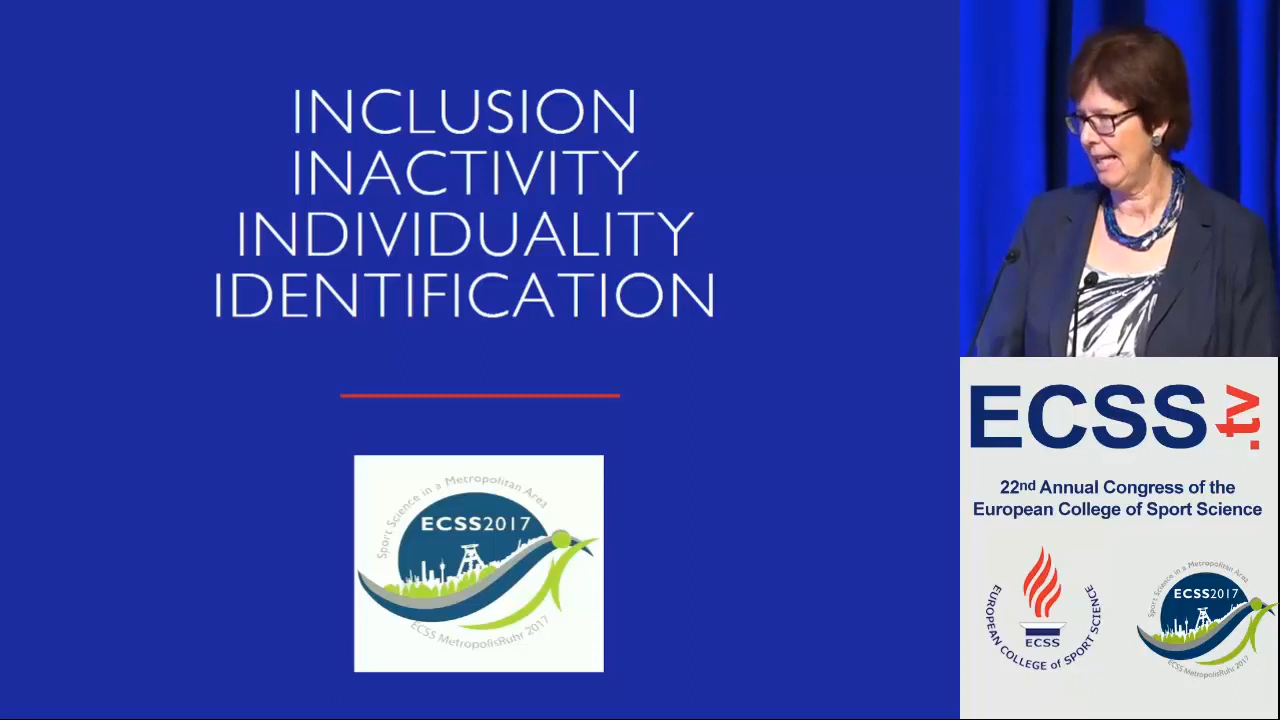 INCLUSION
INACTIVITY
INDIVIDUALITY
IDENTIFICATION
Sport Science in a Metropolitan Area
ECSS2017
ECSS MetropolisRuhr 2017
ECSS.tv
22nd Annual Congress of the
European College of Sport Science
EUROPEAN COLLEGE of SPORT SCIENCE
ECSS
Sport Science in a Metropolitan Area
ECSS2017
ECSS MetropolisRuhr 2017